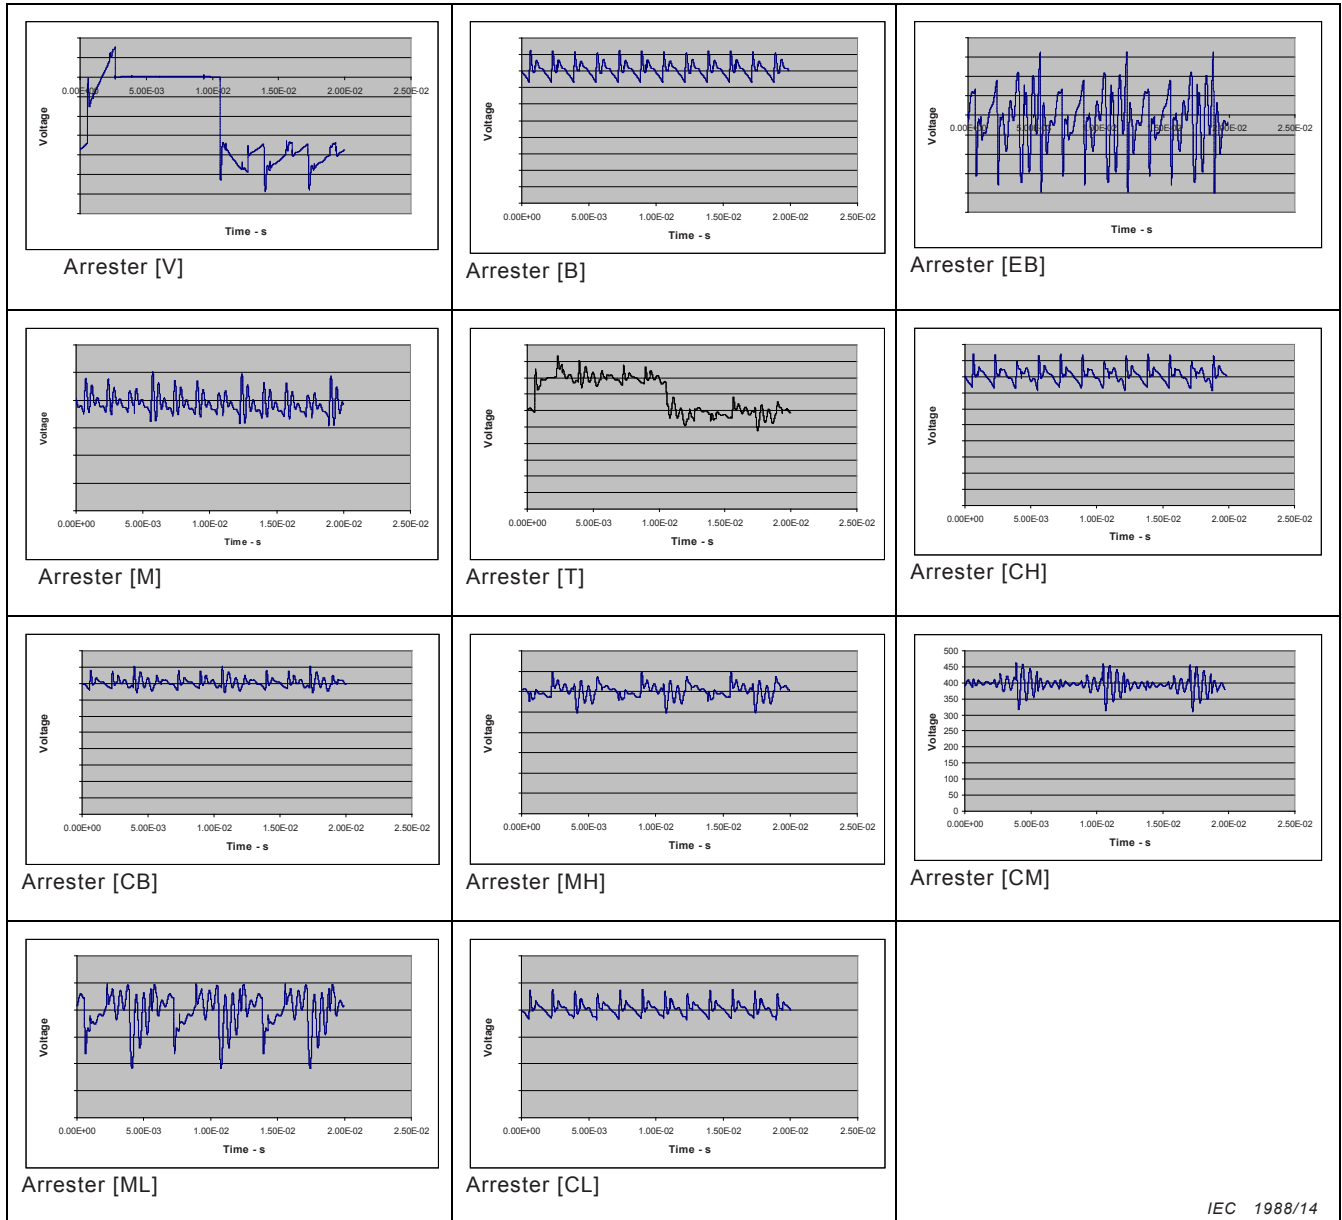 Voltage
0.00E+00 5.00E-03 1.00E-02 1.50E-02 2.00E-02 2.50E-02
Time - s
Arrester [V]
Voltage
0.00E+00 5.00E-03 1.00E-02 1.50E-02 2.00E-02 2.50E-02
Time - s
Arrester [B]
Voltage
0.00E+00 5.00E-03 1.00E-02 1.50E-02 2.00E-02 2.50E-02
Time - s
Arrester [EB]
Voltage
0.00E+00 5.00E-03 1.00E-02 1.50E-02 2.00E-02 2.50E-02
Time - s
Arrester [M]
Voltage
0.00E+00 5.00E-03 1.00E-02 1.50E-02 2.00E-02 2.50E-02
Time - s
Arrester [T]
Voltage
0.00E+00 5.00E-03 1.00E-02 1.50E-02 2.00E-02 2.50E-02
Time - s
Arrester [CH]
Voltage
0.00E+00 5.00E-03 1.00E-02 1.50E-02 2.00E-02 2.50E-02
Time - s
Arrester [CB]
Voltage
0.00E+00 5.00E-03 1.00E-02 1.50E-02 2.00E-02 2.50E-02
Time - s
Arrester [MH]
500
450
400
350
300
250
200
150
100
50
0
Voltage
0.00E+00 5.00E-03 1.00E-02 1.50E-02 2.00E-02 2.50E-02
Time - s
Arrester [CM]
Voltage
0.00E+00 5.00E-03 1.00E-02 1.50E-02 2.00E-02 2.50E-02
Time - s
Arrester [ML]
Voltage
0.00E+00 5.00E-03 1.00E-02 1.50E-02 2.00E-02 2.50E-02
Time - s
Arrester [CL]
IEC 1988/14